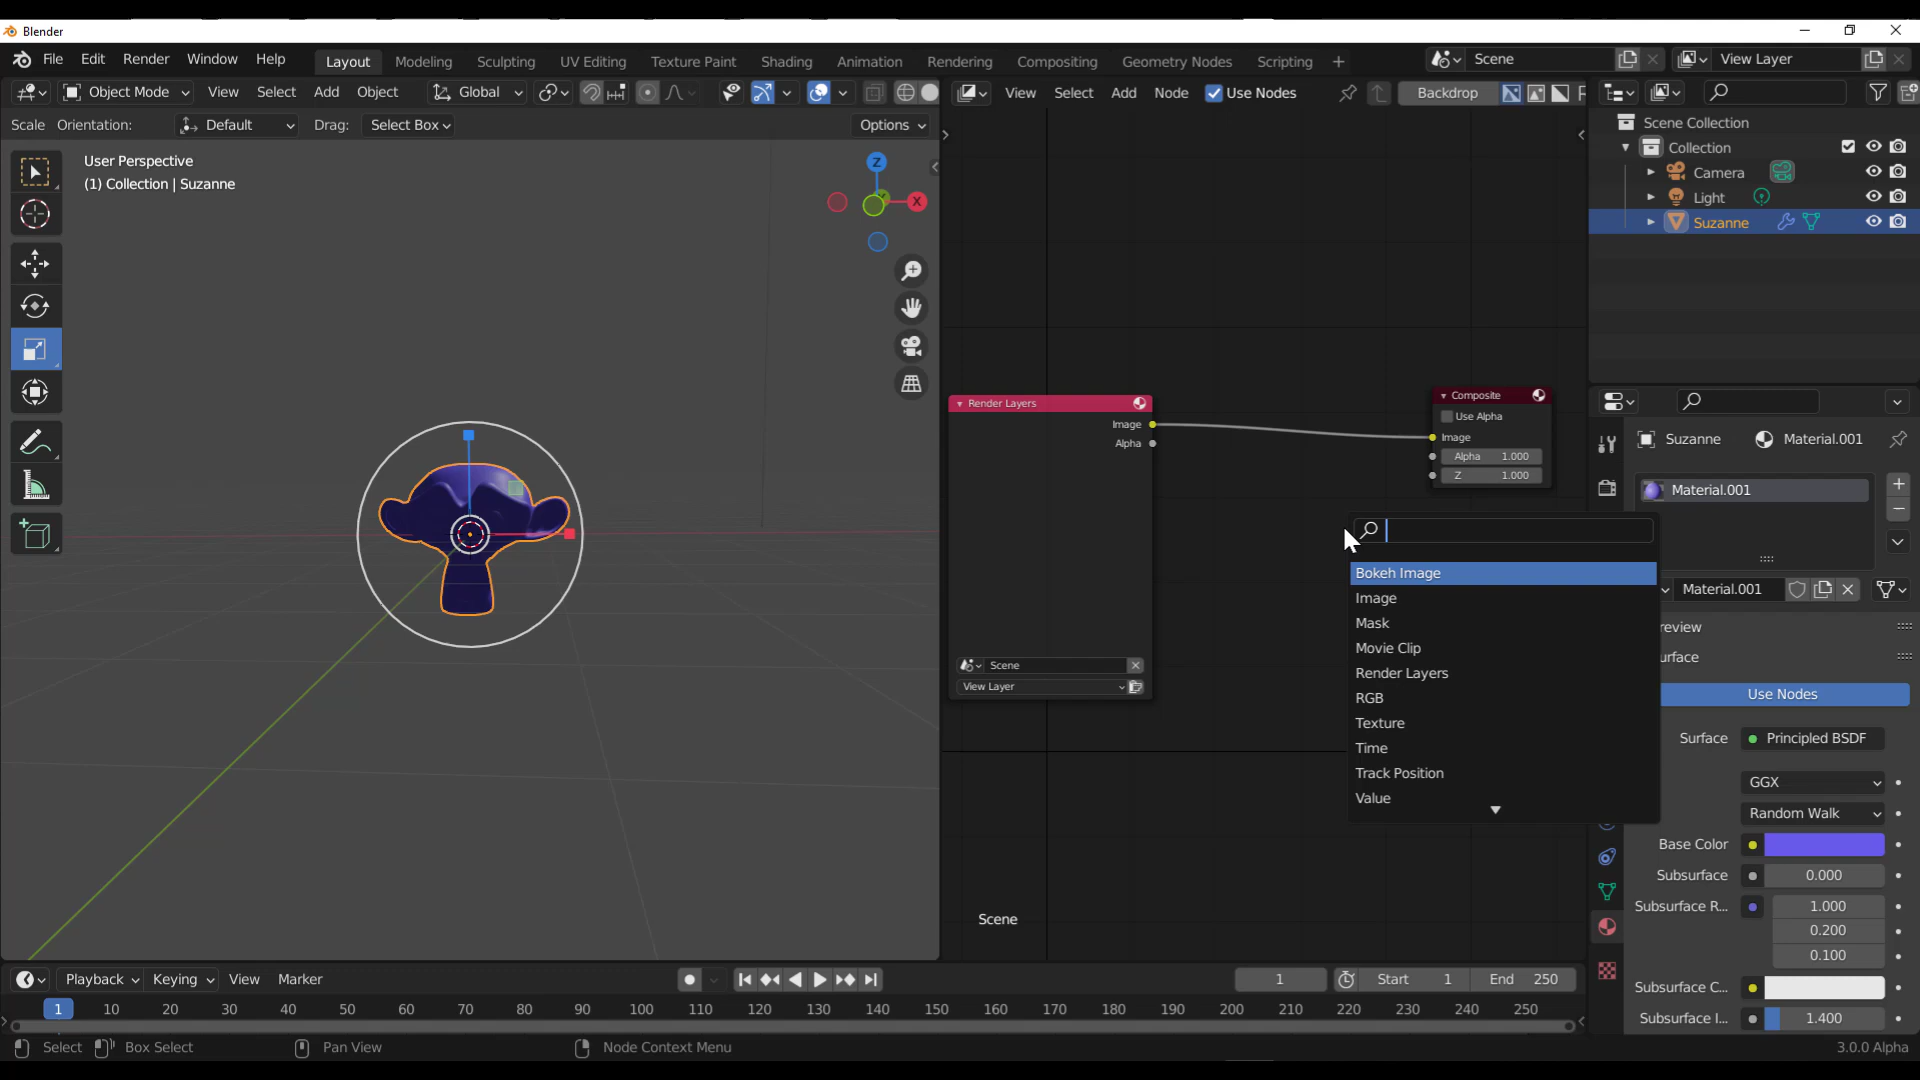 Blender
File Edit Render Window Help Layout Modeling Sculpting UV Editing Texture Paint Shading Animation Rendering Compositing Geometry Nodes Scripting + Scene View Layer
Object Mode View Select Add Object Global View Select Add Node Use Nodes Backdrop
Scale Orientation: Default Drag: Select Box Options
User Perspective
(1) Collection | Suzanne
Z
X
Render Layers
Image
Alpha
Scene
View Layer
Composite
Use Alpha
Image
Alpha 1.000
Z 1.000
Bokeh Image
Image
Mask
Movie Clip
Render Layers
RGB
Texture
Time
Track Position
Value
Scene
Scene Collection
Collection
Camera
Light
Suzanne
Suzanne Material.001
Material.001
Material.001
review
urface
Use Nodes
Surface Principled BSDF
GGX
Random Walk
Base Color
Subsurface 0.000
Subsurface R... 1.000
0.200
0.100
Subsurface C...
Subsurface I... 1.400
Playback Keying View Marker 1 Start 1 End 250
1 10 20 30 40 50 60 70 80 90 100 110 120 130 140 150 160 170 180 190 200 210 220 230 240 250
Select Box Select Pan View Node Context Menu 3.0.0 Alpha